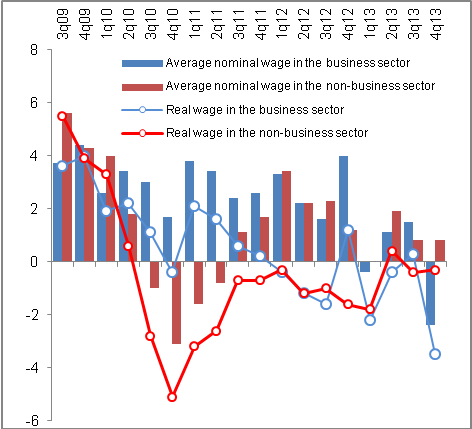 3q09 4q09 1q10 2q10 3q10 4q10 1q11 2q11 3q11 4q11 1q12 2q12 3q12 4q12 1q13 2q13 3q13 4q13
8
Average nominal wage in the business sector
Average nominal wage in the non-business sector
6
Real wage in the business sector
Real wage in the non-business sector
4
2
0
-2
-4
-6